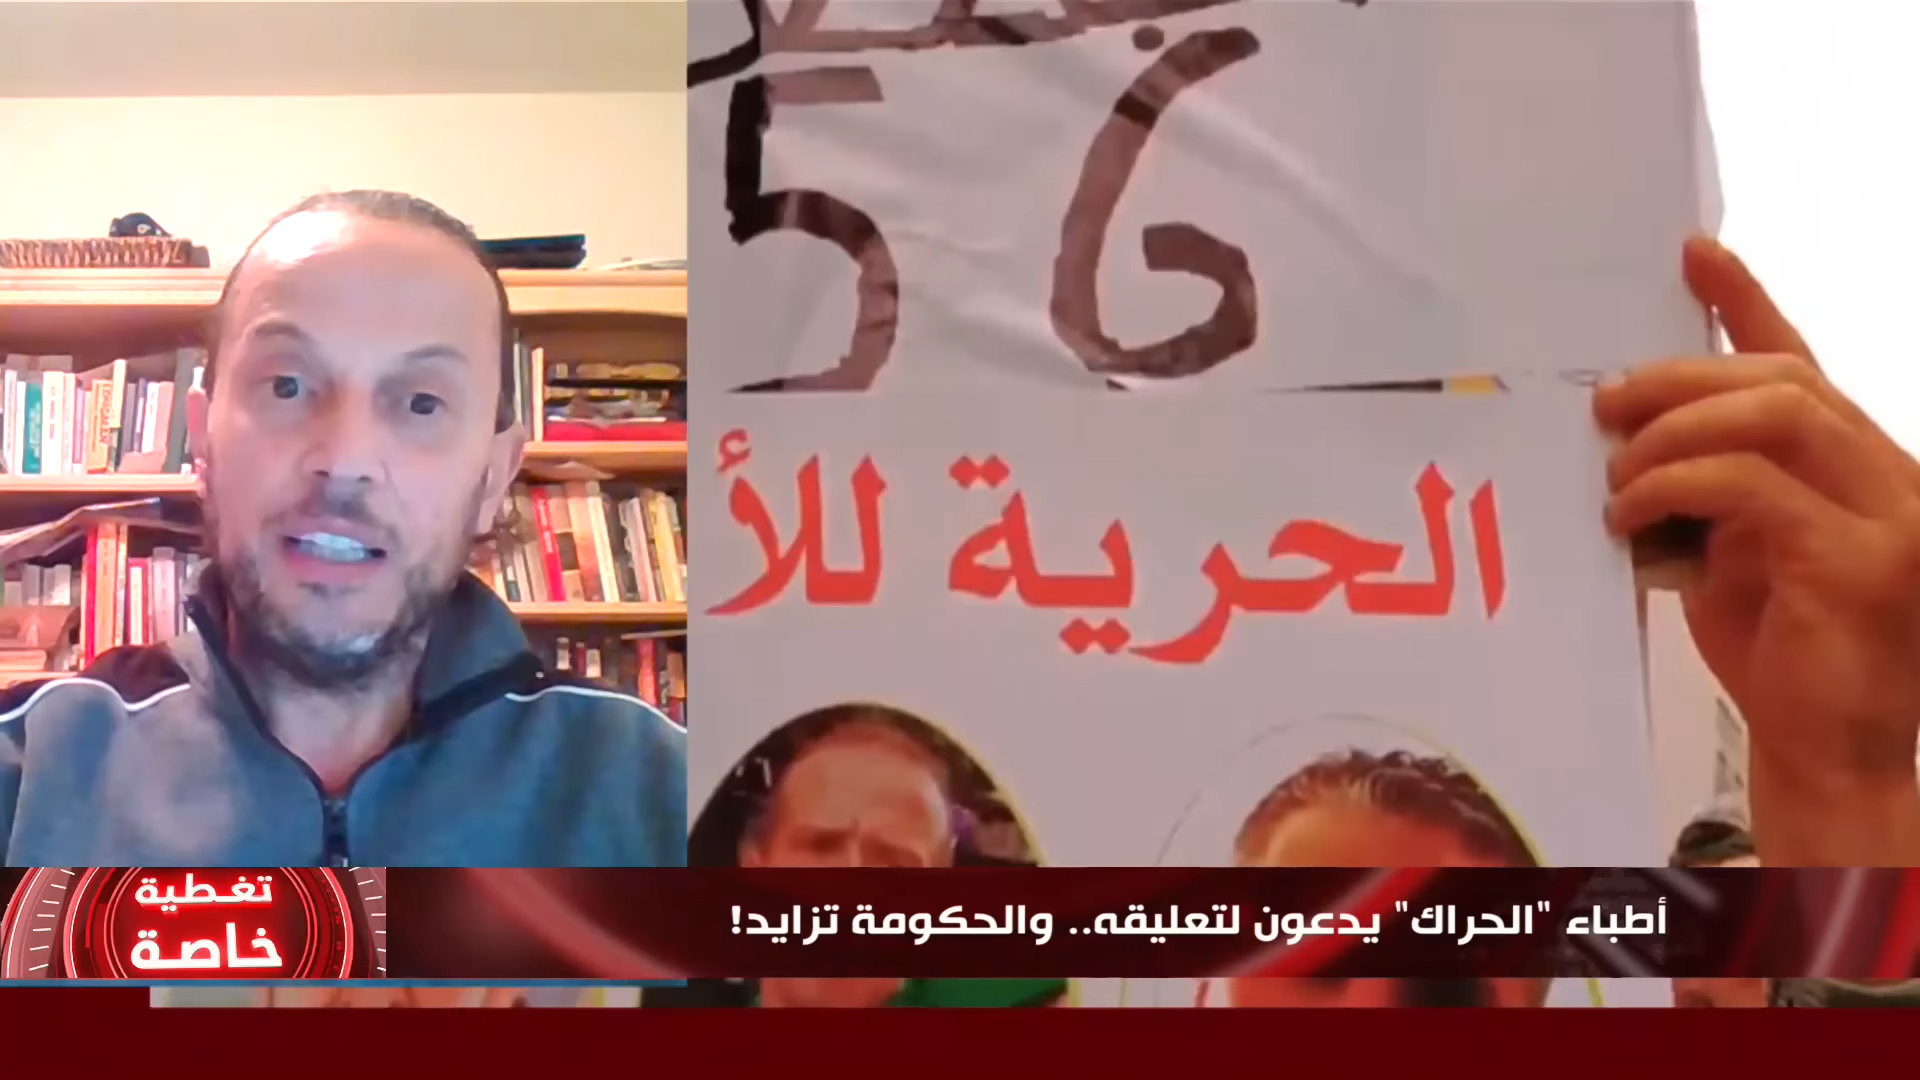 56
الحرية للأ
تغطية
خاصة
أطباء "الحراك" يدعون لتعليقه.. والحكومة تزايد!